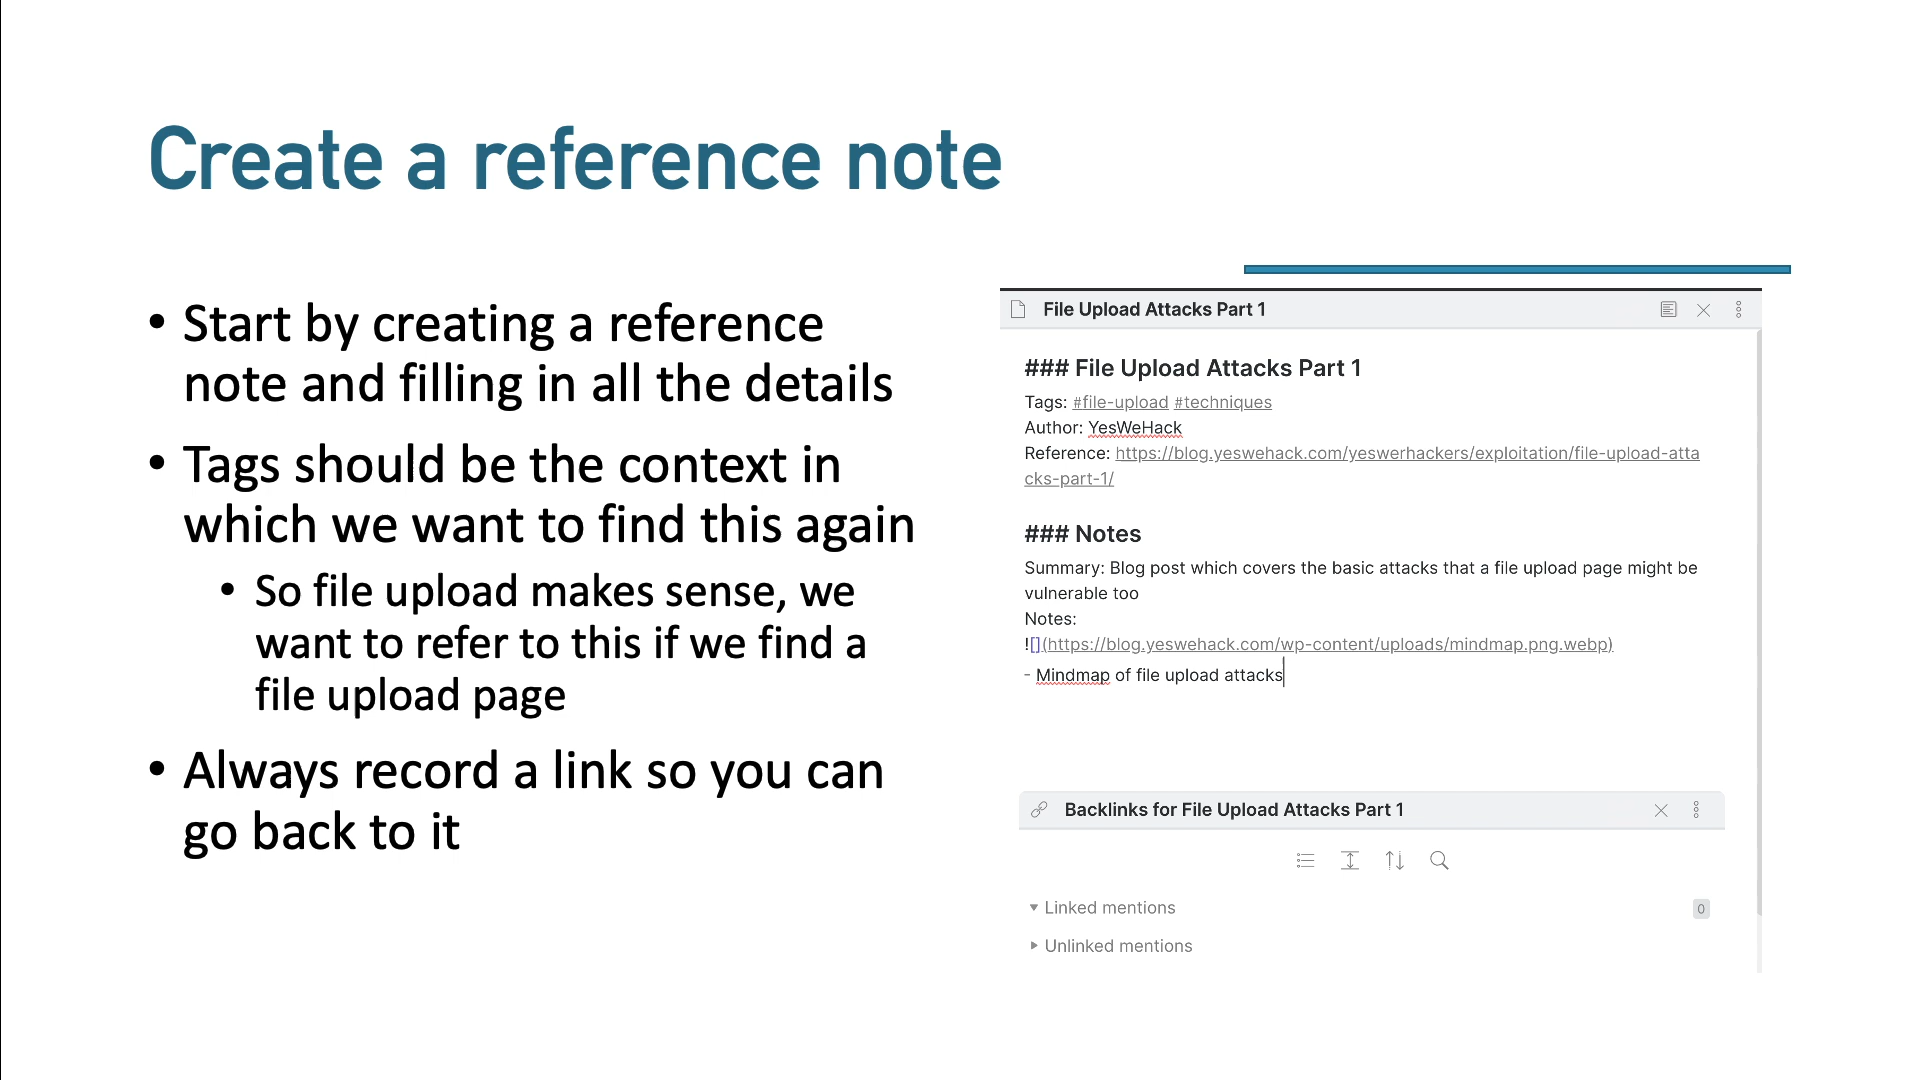 Create a reference note
• Start by creating a reference
note and filling in all the details
• Tags should be the context in
which we want to find this again
• So file upload makes sense, we
want to refer to this if we find a
file upload page
• Always record a link so you can
go back to it
File Upload Attacks Part 1
### File Upload Attacks Part 1
Tags: #file-upload #techniques
Author: YesWeHack
Reference: https://blog.yeswehack.com/yeswerhackers/exploitation/file-upload-atta
cks-part-1/
### Notes
Summary: Blog post which covers the basic attacks that a file upload page might be
vulnerable too
Notes:
![](https://blog.yeswehack.com/wp-content/uploads/mindmap.png.webp)
- Mindmap of file upload attacks
Backlinks for File Upload Attacks Part 1
Linked mentions 0
Unlinked mentions